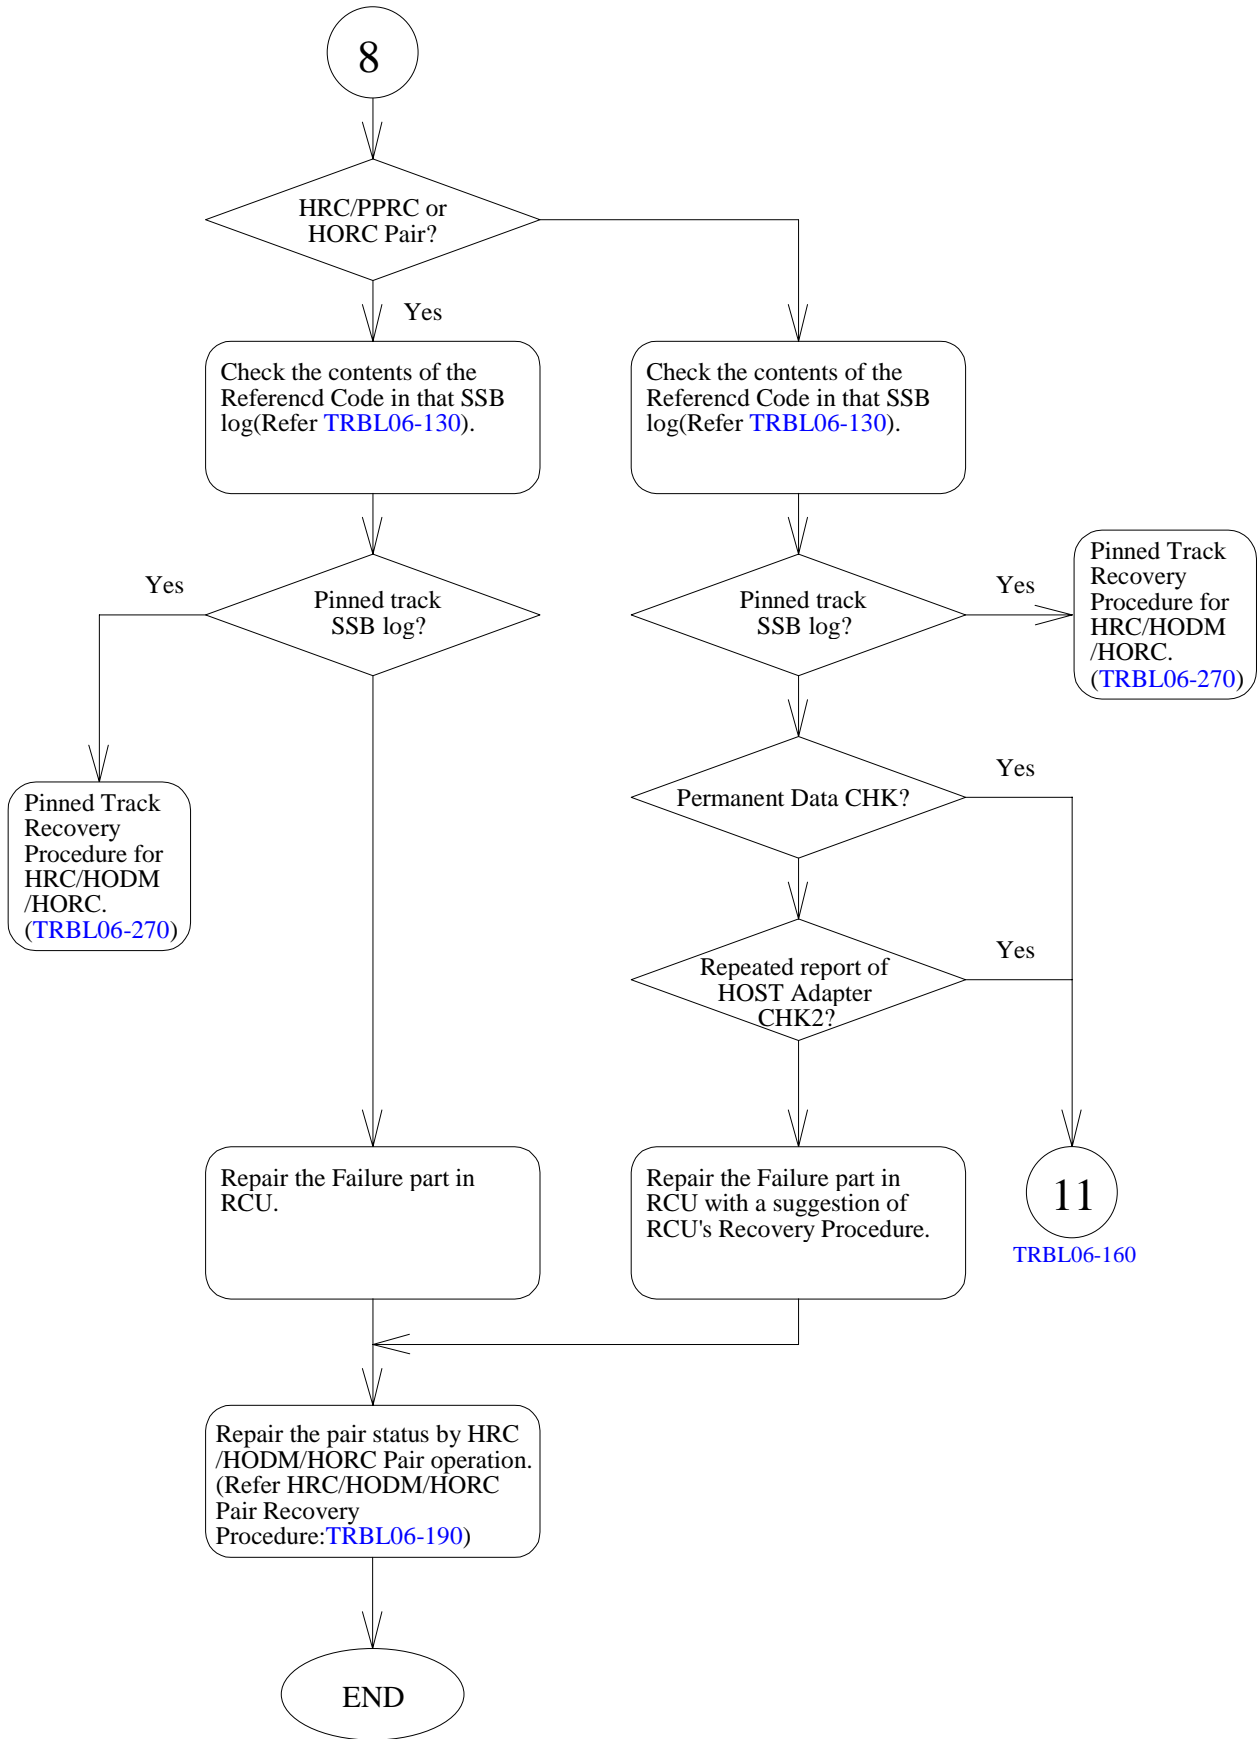 8
HRC/PPRC or
HORC Pair?
Yes
Check the contents of the
Referencd Code in that SSB
log(Refer TRBL06-130).
Check the contents of the
Referencd Code in that SSB
log(Refer TRBL06-130).
Yes
Pinned track
SSB log?
Pinned track
SSB log?
Yes
Pinned Track
Recovery
Procedure for
HRC/HODM
/HORC.
(TRBL06-270)
Pinned Track
Recovery
Procedure for
HRC/HODM
/HORC.
(TRBL06-270)
Permanent Data CHK?
Yes
Repeated report of
HOST Adapter
CHK2?
Yes
Repair the Failure part in
RCU.
Repair the Failure part in
RCU with a suggestion of
RCU's Recovery Procedure.
11
TRBL06-160
Repair the pair status by HRC
/HODM/HORC Pair operation.
(Refer HRC/HODM/HORC
Pair Recovery
Procedure:TRBL06-190)
END